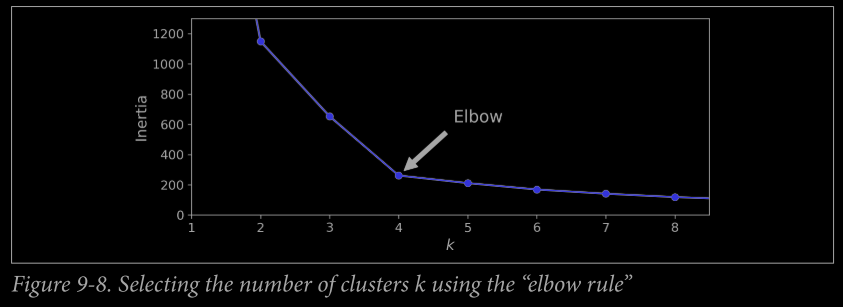 1200
1000
800
600
400
200
0
Inertia
Elbow
1 2 3 4 5 6 7 8
k
Figure 9-8. Selecting the number of clusters k using the “elbow rule”